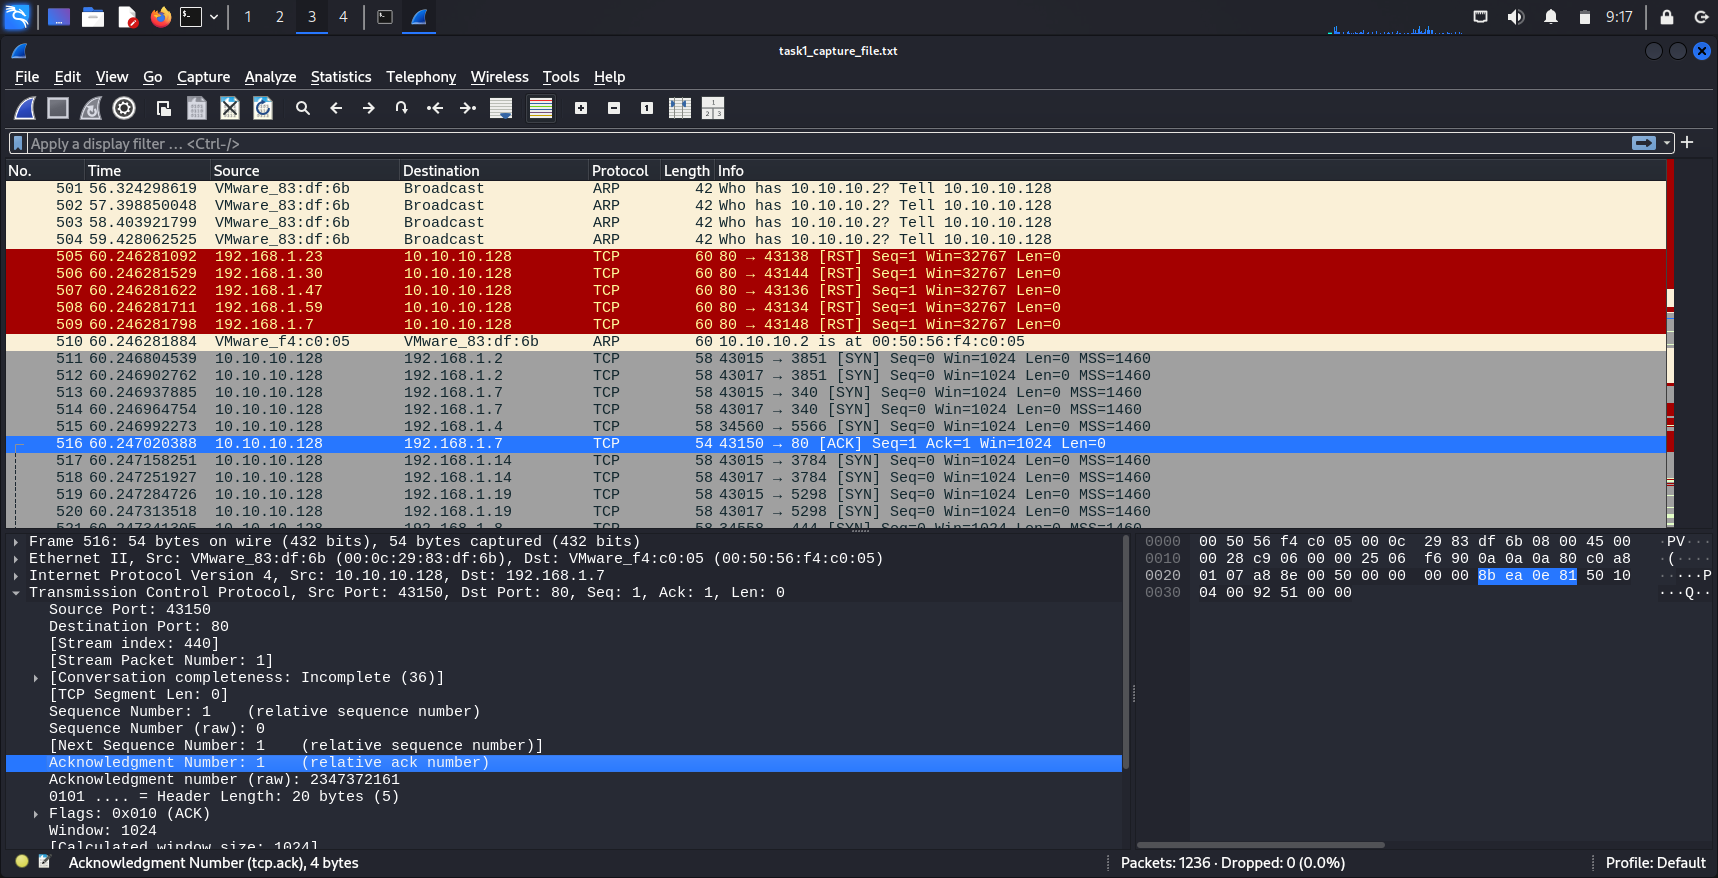 1 2 3 4 9:17
task1_capture_file.txt
File Edit View Go Capture Analyze Statistics Telephony Wireless Tools Help
Apply a display filter … <Ctrl-/>
No. Time Source Destination Protocol Length Info
501 56.324298619 VMware_83:df:6b Broadcast ARP 42 Who has 10.10.10.2? Tell 10.10.10.128
502 57.398850048 VMware_83:df:6b Broadcast ARP 42 Who has 10.10.10.2? Tell 10.10.10.128
503 58.403921799 VMware_83:df:6b Broadcast ARP 42 Who has 10.10.10.2? Tell 10.10.10.128
504 59.428062525 VMware_83:df:6b Broadcast ARP 42 Who has 10.10.10.2? Tell 10.10.10.128
505 60.246281092 192.168.1.23 10.10.10.128 TCP 60 80 → 43138 [RST] Seq=1 Win=32767 Len=0
506 60.246281529 192.168.1.30 10.10.10.128 TCP 60 80 → 43144 [RST] Seq=1 Win=32767 Len=0
507 60.246281622 192.168.1.47 10.10.10.128 TCP 60 80 → 43136 [RST] Seq=1 Win=32767 Len=0
508 60.246281711 192.168.1.59 10.10.10.128 TCP 60 80 → 43134 [RST] Seq=1 Win=32767 Len=0
509 60.246281798 192.168.1.7 10.10.10.128 TCP 60 80 → 43148 [RST] Seq=1 Win=32767 Len=0
510 60.246281884 VMware_f4:c0:05 VMware_83:df:6b ARP 60 10.10.10.2 is at 00:50:56:f4:c0:05
511 60.246804539 10.10.10.128 192.168.1.2 TCP 58 43015 → 3851 [SYN] Seq=0 Win=1024 Len=0 MSS=1460
512 60.246902762 10.10.10.128 192.168.1.2 TCP 58 43017 → 3851 [SYN] Seq=0 Win=1024 Len=0 MSS=1460
513 60.246937885 10.10.10.128 192.168.1.7 TCP 58 43015 → 340 [SYN] Seq=0 Win=1024 Len=0 MSS=1460
514 60.246964754 10.10.10.128 192.168.1.7 TCP 58 43017 → 340 [SYN] Seq=0 Win=1024 Len=0 MSS=1460
515 60.246992273 10.10.10.128 192.168.1.4 TCP 58 34560 → 5566 [SYN] Seq=0 Win=1024 Len=0 MSS=1460
516 60.247020388 10.10.10.128 192.168.1.7 TCP 54 43150 → 80 [ACK] Seq=1 Ack=1 Win=1024 Len=0
517 60.247158251 10.10.10.128 192.168.1.14 TCP 58 43015 → 3784 [SYN] Seq=0 Win=1024 Len=0 MSS=1460
518 60.247251927 10.10.10.128 192.168.1.14 TCP 58 43017 → 3784 [SYN] Seq=0 Win=1024 Len=0 MSS=1460
519 60.247284726 10.10.10.128 192.168.1.19 TCP 58 43015 → 5298 [SYN] Seq=0 Win=1024 Len=0 MSS=1460
520 60.247313518 10.10.10.128 192.168.1.19 TCP 58 43017 → 5298 [SYN] Seq=0 Win=1024 Len=0 MSS=1460
521 60.247341305 10.10.10.128 192.168.1.8 TCP 58 34558 → 444 [SYN] Seq=0 Win=1024 Len=0 MSS=1460
Frame 516: 54 bytes on wire (432 bits), 54 bytes captured (432 bits)
Ethernet II, Src: VMware_83:df:6b (00:0c:29:83:df:6b), Dst: VMware_f4:c0:05 (00:50:56:f4:c0:05)
Internet Protocol Version 4, Src: 10.10.10.128, Dst: 192.168.1.7
Transmission Control Protocol, Src Port: 43150, Dst Port: 80, Seq: 1, Ack: 1, Len: 0
Source Port: 43150
Destination Port: 80
[Stream index: 440]
[Stream Packet Number: 1]
[Conversation completeness: Incomplete (36)]
[TCP Segment Len: 0]
Sequence Number: 1 (relative sequence number)
Sequence Number (raw): 0
[Next Sequence Number: 1 (relative sequence number)]
Acknowledgment Number: 1 (relative ack number)
Acknowledgment number (raw): 2347372161
0101 .... = Header Length: 20 bytes (5)
Flags: 0x010 (ACK)
Window: 1024
[Calculated window size: 1024]
0000 00 50 56 f4 c0 05 00 0c 29 83 df 6b 08 00 45 00 ·PV···
0010 00 28 c9 06 00 00 25 06 f6 90 0a 0a 0a 80 c0 a8 ·(····
0020 01 07 a8 8e 00 50 00 00 00 00 8b ea 0e 81 50 10 ·····P
0030 04 00 92 51 00 00 ···Q··
Acknowledgment Number (tcp.ack), 4 bytes
Packets: 1236 · Dropped: 0 (0.0%)
Profile: Default